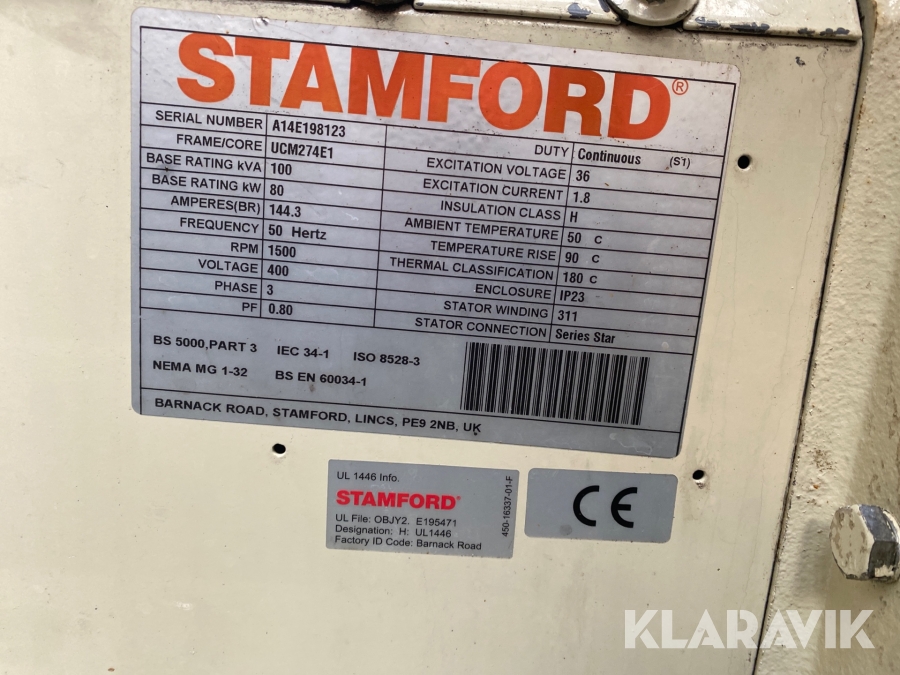 STAMFORD®
SERIAL NUMBER A14E198123
FRAME/CORE UCM274E1
BASE RATING kVA 100
BASE RATING kW 80
AMPERES(BR) 144.3
FREQUENCY 50 Hertz
RPM 1500
VOLTAGE 400
PHASE 3
PF 0.80
DUTY Continuous (S1)
EXCITATION VOLTAGE 36
EXCITATION CURRENT 1.8
INSULATION CLASS H
AMBIENT TEMPERATURE 50 C
TEMPERATURE RISE 90 C
THERMAL CLASSIFICATION 180 C
ENCLOSURE IP23
STATOR WINDING 311
STATOR CONNECTION Series Star
BS 5000,PART 3 IEC 34-1 ISO 8528-3
NEMA MG 1-32 BS EN 60034-1
BARNACK ROAD, STAMFORD, LINCS, PE9 2NB, UK
UL 1446 Info.
STAMFORD®
UL File: OBJY2. E195471
Designation: H: UL1446
Factory ID Code: Barnack Road
450-16337-01-F
CE
KLARAVIK